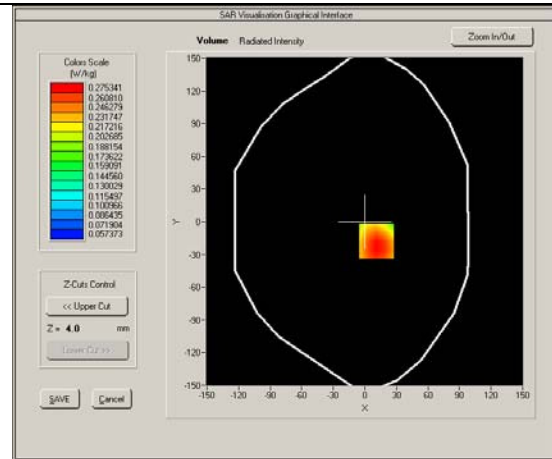 SAR Visualisation Graphical Interface
Volume Radiated Intensity
Zoom In/Out
Colors Scale
(W/kg)
0.275341
0.260810
0.246279
0.231747
0.217216
0.202685
0.188154
0.173622
0.159091
0.144560
0.130029
0.115497
0.100966
0.086435
0.071904
0.057373
Z-Cuts Control
<< Upper Cut
Z = 4.0 mm
Lower Cut >>
SAVE Cancel
150
120
90
60
30
0
-30
-60
-90
-120
-150
Y
-150 -120 -90 -60 -30 0 30 60 90 120 150
X